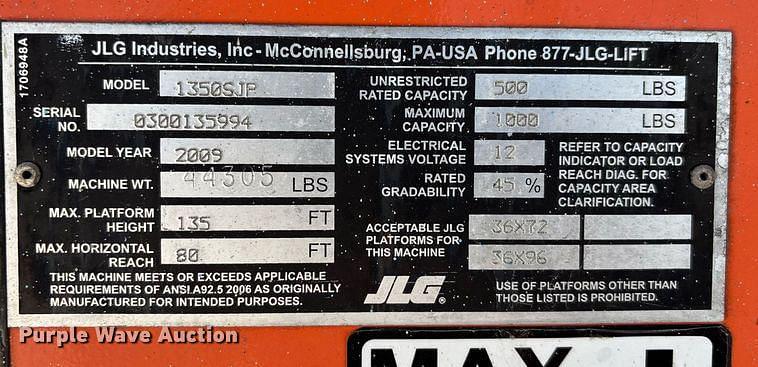 1706948A
JLG Industries, Inc - McConnellsburg, PA-USA Phone 877-JLG-LiFT
MODEL 1350SJP
SERIAL NO. 0300135994
MODEL YEAR 2009
MACHINE WT. 44305 LBS
MAX. PLATFORM HEIGHT 135 FT
MAX. HORIZONTAL REACH 80 FT
THIS MACHINE MEETS OR EXCEEDS APPLICABLE
REQUIREMENTS OF ANSI A92.5 2006 AS ORIGINALLY
MANUFACTURED FOR INTENDED PURPOSES.
UNRESTRICTED RATED CAPACITY 500 LBS
MAXIMUM CAPACITY 1000 LBS
ELECTRICAL SYSTEMS VOLTAGE 12
RATED GRADABILITY 45 %
REFER TO CAPACITY
INDICATOR OR LOAD
REACH DIAG. FOR
CAPACITY AREA
CLARIFICATION.
ACCEPTABLE JLG
PLATFORMS FOR
THIS MACHINE
36X72
36X96
JLG®
USE OF PLATFORMS OTHER THAN
THOSE LISTED IS PROHIBITED.
Purple Wave Auction
MAX